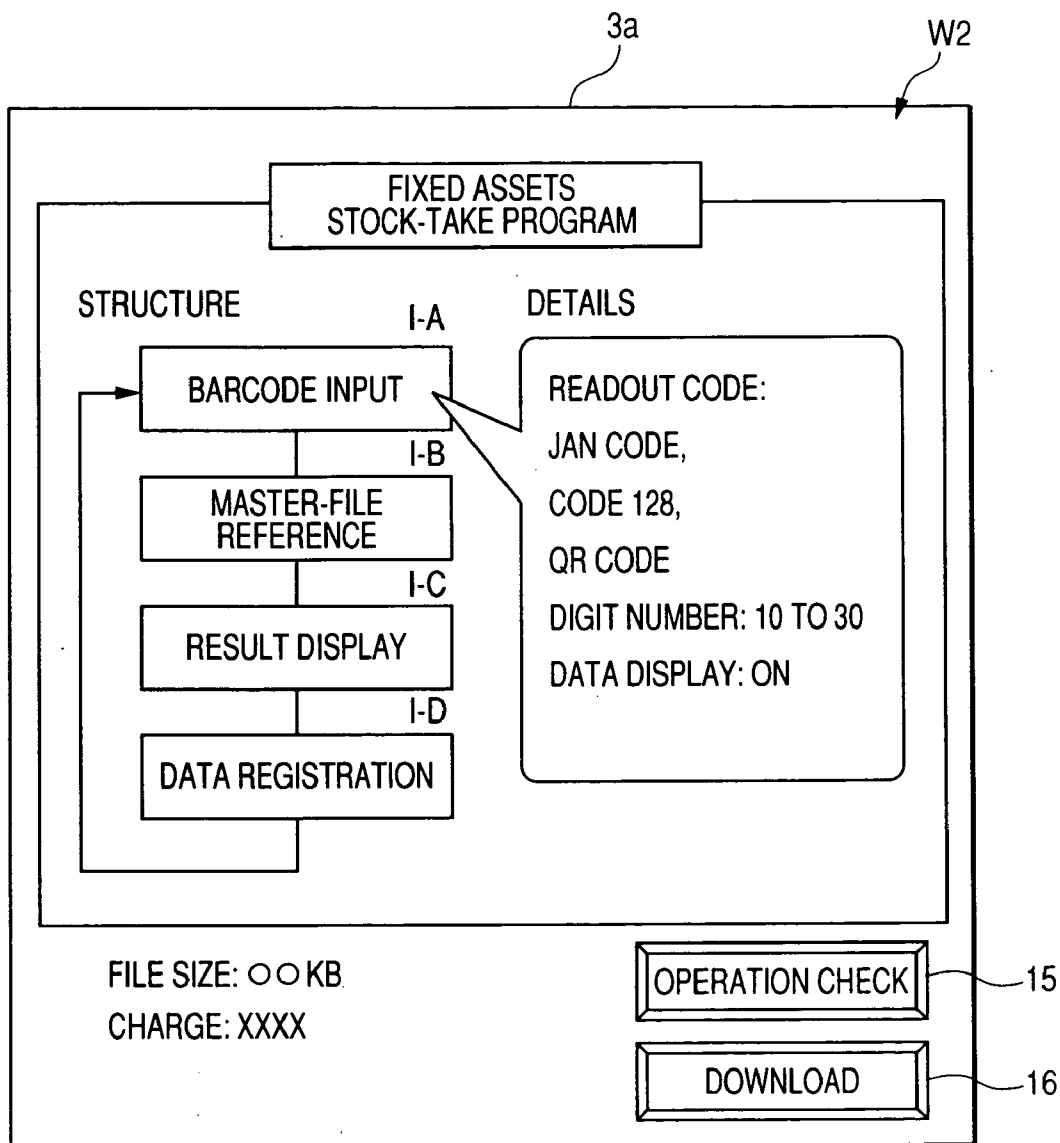 3a
W2
FIXED ASSETS
STOCK-TAKE PROGRAM
STRUCTURE
I-A
BARCODE INPUT
I-B
MASTER-FILE
REFERENCE
I-C
RESULT DISPLAY
I-D
DATA REGISTRATION
DETAILS
READOUT CODE:
JAN CODE,
CODE 128,
QR CODE
DIGIT NUMBER: 10 TO 30
DATA DISPLAY: ON
FILE SIZE: ○○KB
CHARGE: XXXX
OPERATION CHECK
15
DOWNLOAD
16